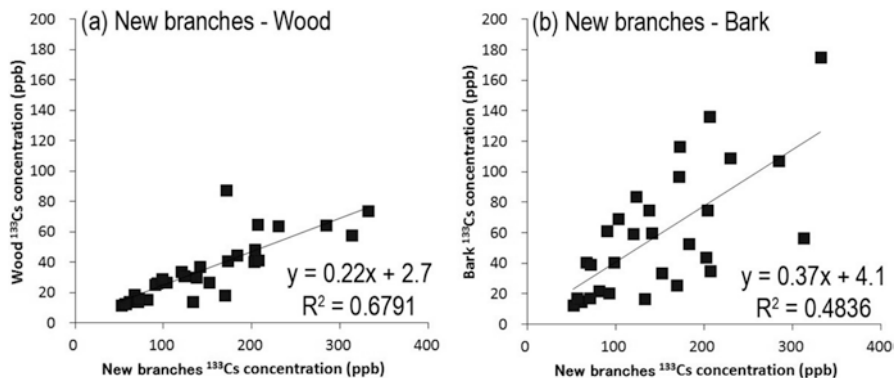 (a) New branches - Wood
Wood ¹³³Cs concentration (ppb)
200
180
160
140
120
100
80
60
40
20
0
y = 0.22x + 2.7
R² = 0.6791
0 100 200 300 400
New branches ¹³³Cs concentration (ppb)
(b) New branches - Bark
Bark ¹³³Cs concentration (ppb)
200
180
160
140
120
100
80
60
40
20
0
y = 0.37x + 4.1
R² = 0.4836
0 100 200 300 400
New branches ¹³³Cs concentration (ppb)